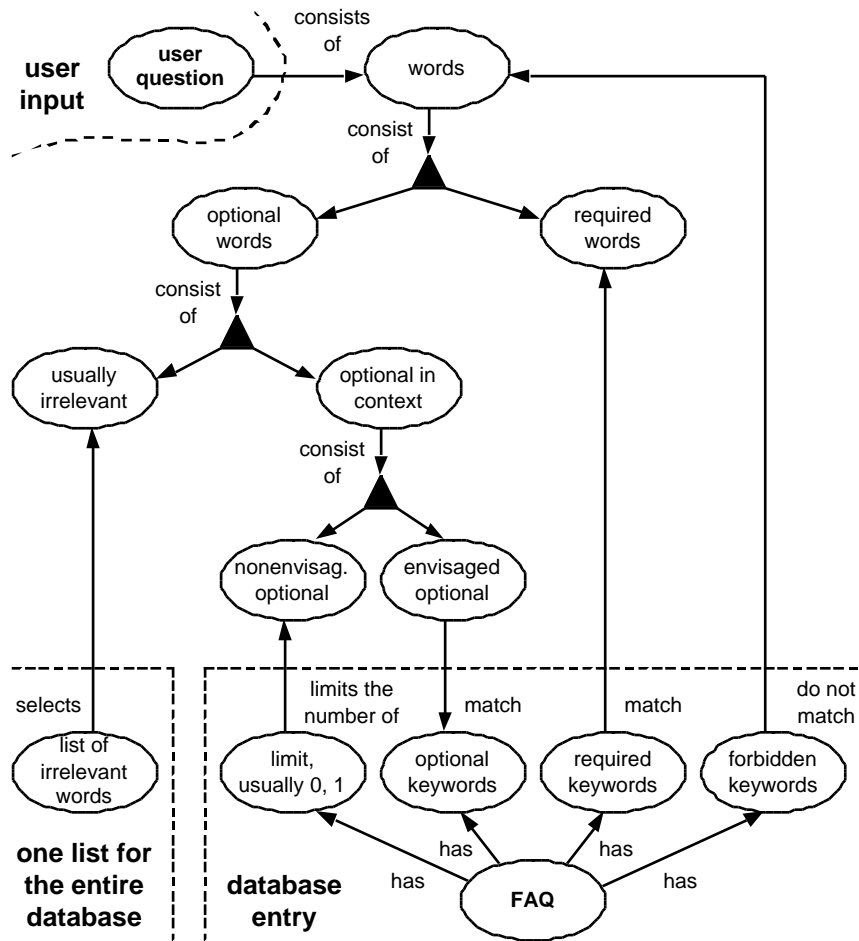 consists
of
user
question
words
user
input
consist
of
optional
words
required
words
consist
of
usually
irrelevant
optional in
context
consist
of
nonenvisag.
optional
envisaged
optional
selects
limits the
number of
match
match
do not
match
list of
irrelevant
words
limit,
usually 0, 1
optional
keywords
required
keywords
forbidden
keywords
one list for
the entire
database
database
entry
has
has
has
has
FAQ